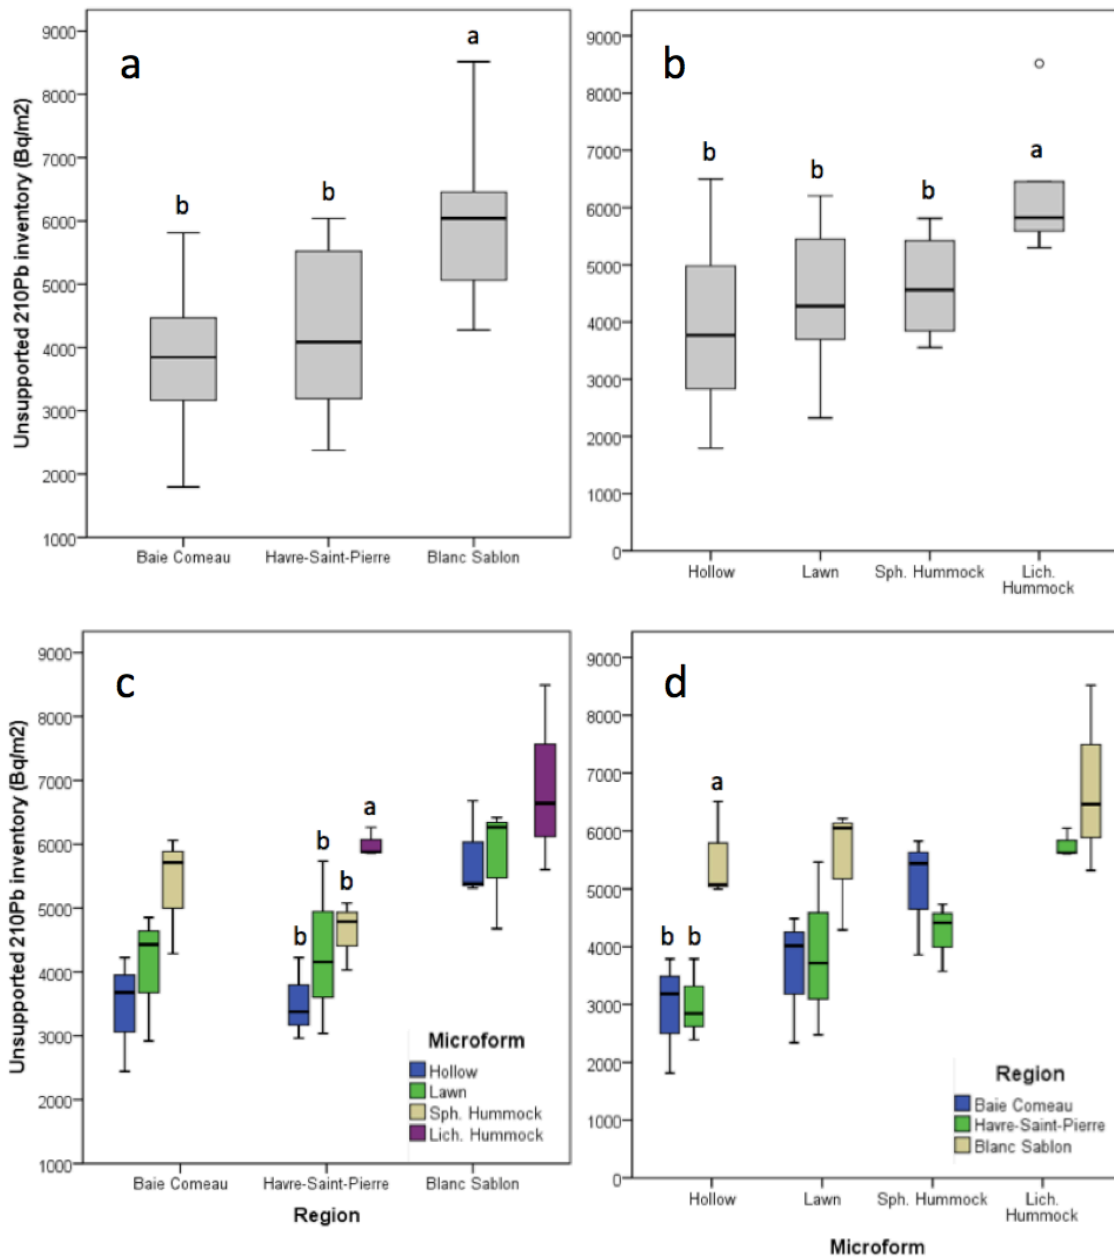 a
a
b
b
Unsupported 210Pb inventory (Bq/m2)
9000
8000
7000
6000
5000
4000
3000
2000
1000
Baie Comeau
Havre-Saint-Pierre
Blanc Sablon
b
b
b
b
a
9000
8000
7000
6000
5000
4000
3000
2000
1000
0
Hollow
Lawn
Sph. Hummock
Lich.
Hummock
c
Unsupported 210Pb inventory (Bq/m2)
9000
8000
7000
6000
5000
4000
3000
2000
1000
b
b
b
a
Microform
Hollow
Lawn
Sph. Hummock
Lich. Hummock
Baie Comeau
Havre-Saint-Pierre
Blanc Sablon
Region
d
9000
8000
7000
6000
5000
4000
3000
2000
1000
0
b
b
a
Region
Baie Comeau
Havre-Saint-Pierre
Blanc Sablon
Hollow
Lawn
Sph. Hummock
Lich.
Hummock
Microform